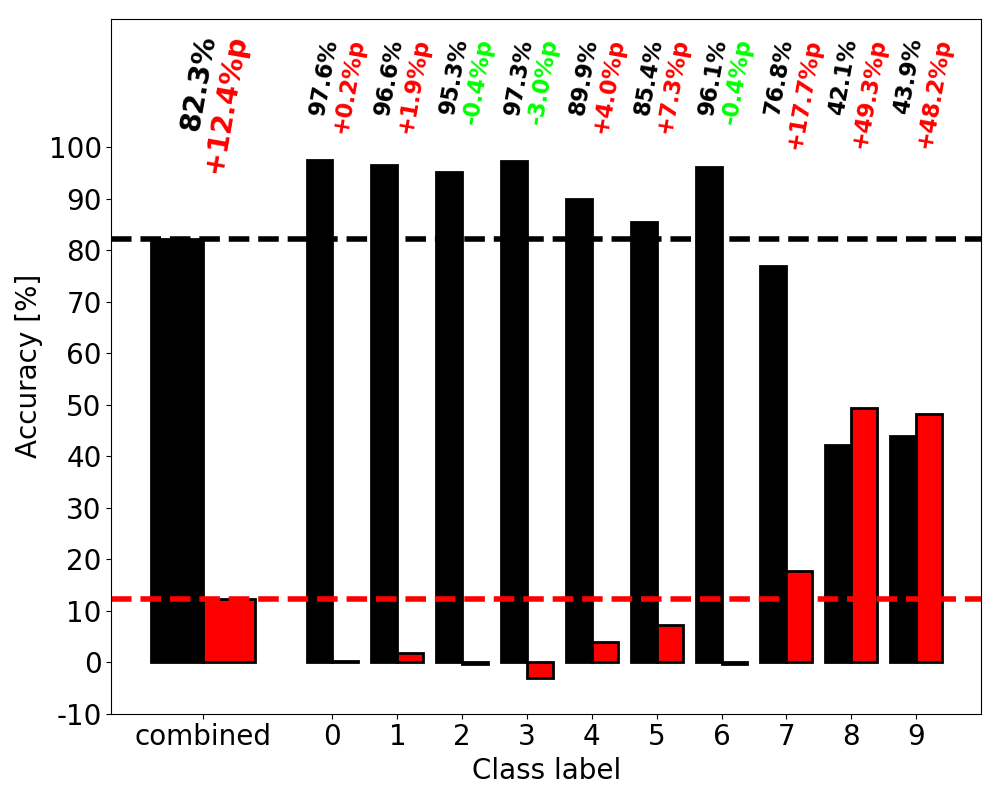 82.3%
+12.4%p
97.6%
+0.2%p
96.6%
+1.9%p
95.3%
-0.4%p
97.3%
-3.0%p
89.9%
+4.0%p
85.4%
+7.3%p
96.1%
-0.4%p
76.8%
+17.7%p
42.1%
+49.3%p
43.9%
+48.2%p
100
90
80
70
60
50
40
30
20
10
0
-10
Accuracy [%]
combined 0 1 2 3 4 5 6 7 8 9
Class label